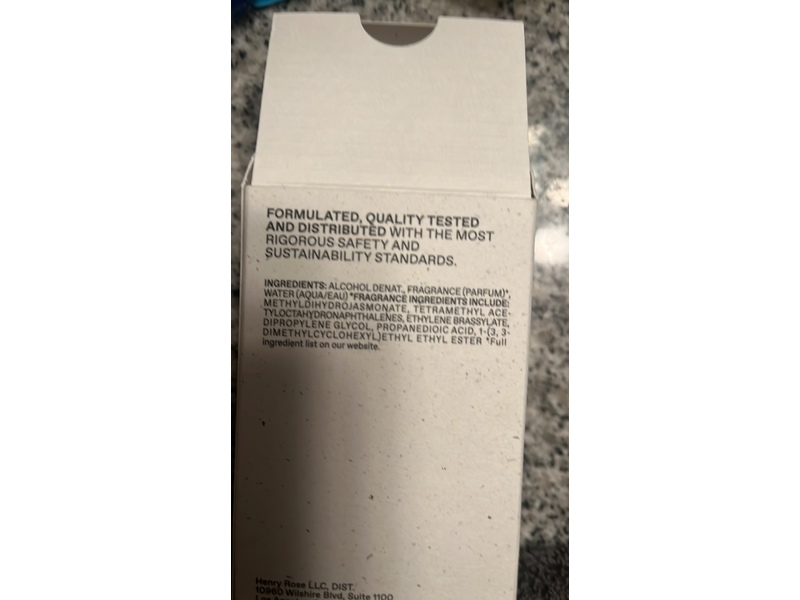 FORMULATED, QUALITY TESTED
AND DISTRIBUTED WITH THE MOST
RIGOROUS SAFETY AND
SUSTAINABILITY STANDARDS.
INGREDIENTS: ALCOHOL DENAT., FRAGRANCE (PARFUM)*,
WATER (AQUA/EAU) *FRAGRANCE INGREDIENTS INCLUDE:
METHYLDIHYDROJASMONATE, TETRAMETHYL ACE-
TYLOCTAHYDRONAPHTHALENES, ETHYLENE BRASSYLATE,
DIPROPYLENE GLYCOL, PROPANEDIOIC ACID, 1-(3, 3-
DIMETHYLCYCLOHEXYL)ETHYL ETHYL ESTER *Full
ingredient list on our website.
Henry Rose LLC, DIST.
10960 Wilshire Blvd, Suite 1100